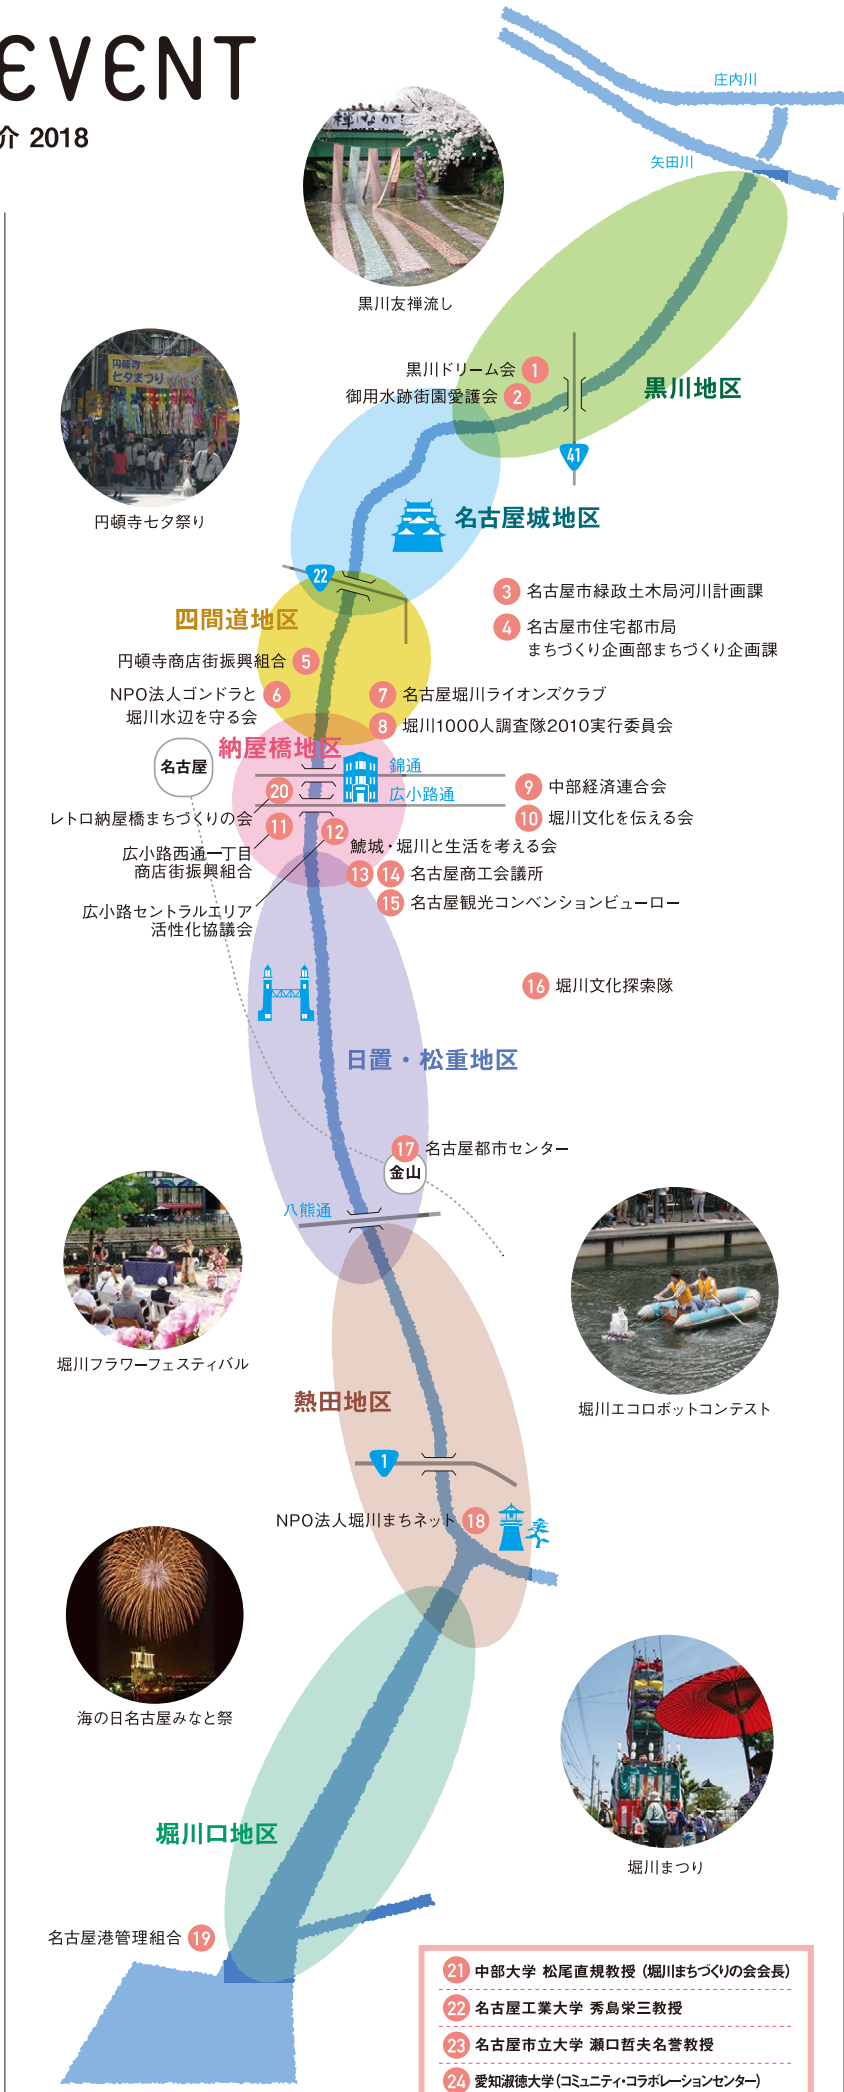 EVENT
介 2018
庄内川
矢田川
黒川友禅流し
黒川ドリーム会 1
御用水跡街園愛護会 2
黒川地区
41
円頓寺
七夕まつり
円頓寺七夕祭り
名古屋城地区
22
3 名古屋市緑政土木局河川計画課
四間道地区
4 名古屋市住宅都市局
まちづくり企画部まちづくり企画課
円頓寺商店街振興組合 5
NPO法人ゴンドラと 6
堀川水辺を守る会
7 名古屋堀川ライオンズクラブ
8 堀川1000人調査隊2010実行委員会
納屋橋地区
名古屋
錦通
広小路通
9 中部経済連合会
20
レトロ納屋橋まちづくりの会
10 堀川文化を伝える会
11
広小路西通一丁目
商店街振興組合
12
鯱城・堀川と生活を考える会
13 14 名古屋商工会議所
15 名古屋観光コンベンションビューロー
広小路セントラルエリア
活性化協議会
16 堀川文化探索隊
日置・松重地区
17 名古屋都市センター
金山
八熊通
堀川フラワーフェスティバル
堀川エコロボットコンテスト
熱田地区
1
NPO法人堀川まちネット 18
海の日名古屋みなと祭
堀川口地区
堀川まつり
名古屋港管理組合 19
21 中部大学 松尾直規教授（堀川まちづくりの会会長）
22 名古屋工業大学 秀島栄三教授
23 名古屋市立大学 瀬口哲夫名誉教授
24 愛知淑徳大学（コミュニティ・コラボレーションセンター）